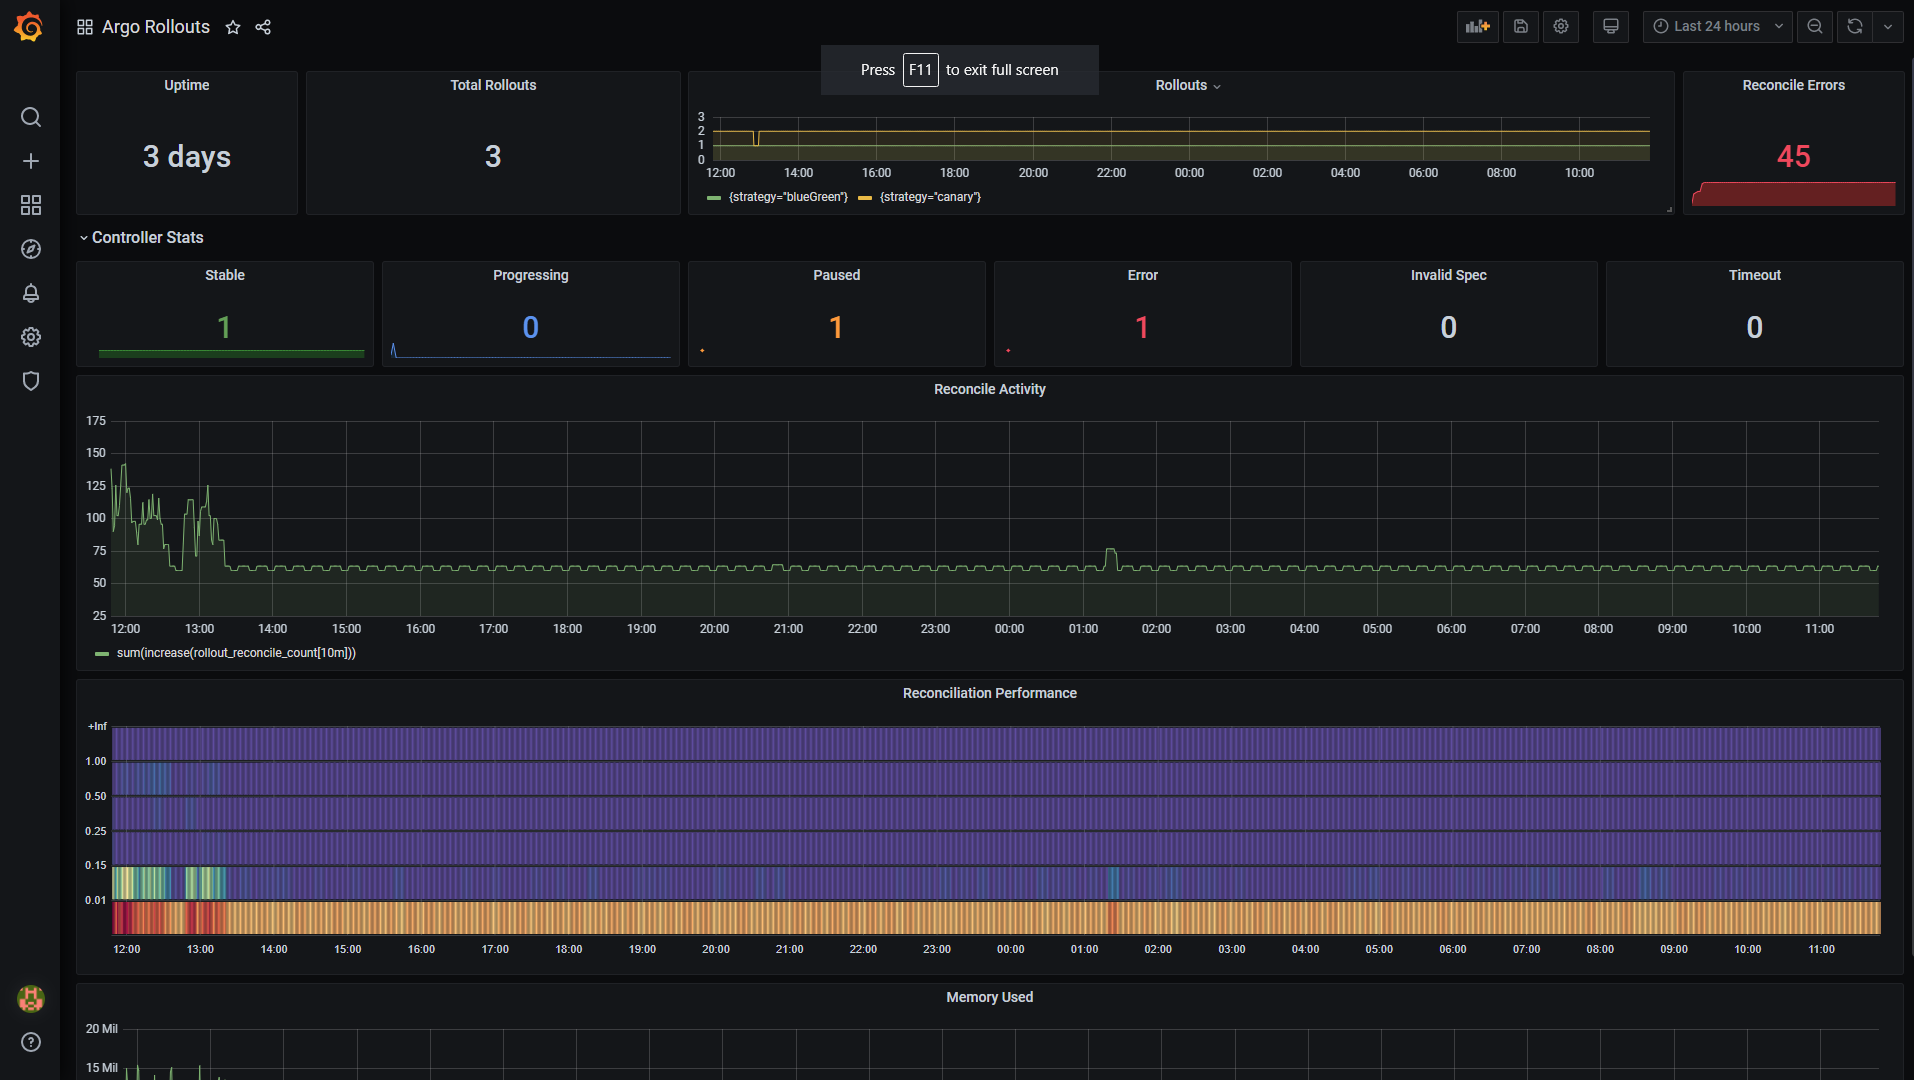 Argo Rollouts
Last 24 hours
Press F11 to exit full screen
Uptime
3 days
Total Rollouts
3
Rollouts
3
2
1
0
12:00 14:00 16:00 18:00 20:00 22:00 00:00 02:00 04:00 06:00 08:00 10:00
{strategy="blueGreen"} {strategy="canary"}
Reconcile Errors
45
Controller Stats
Stable
1
Progressing
0
Paused
1
Error
1
Invalid Spec
0
Timeout
0
Reconcile Activity
175
150
125
100
75
50
25
12:00 13:00 14:00 15:00 16:00 17:00 18:00 19:00 20:00 21:00 22:00 23:00 00:00 01:00 02:00 03:00 04:00 05:00 06:00 07:00 08:00 09:00 10:00 11:00
sum(increase(rollout_reconcile_count[10m]))
Reconciliation Performance
+Inf
1.00
0.50
0.25
0.15
0.01
12:00 13:00 14:00 15:00 16:00 17:00 18:00 19:00 20:00 21:00 22:00 23:00 00:00 01:00 02:00 03:00 04:00 05:00 06:00 07:00 08:00 09:00 10:00 11:00
Memory Used
20 Mil
15 Mil